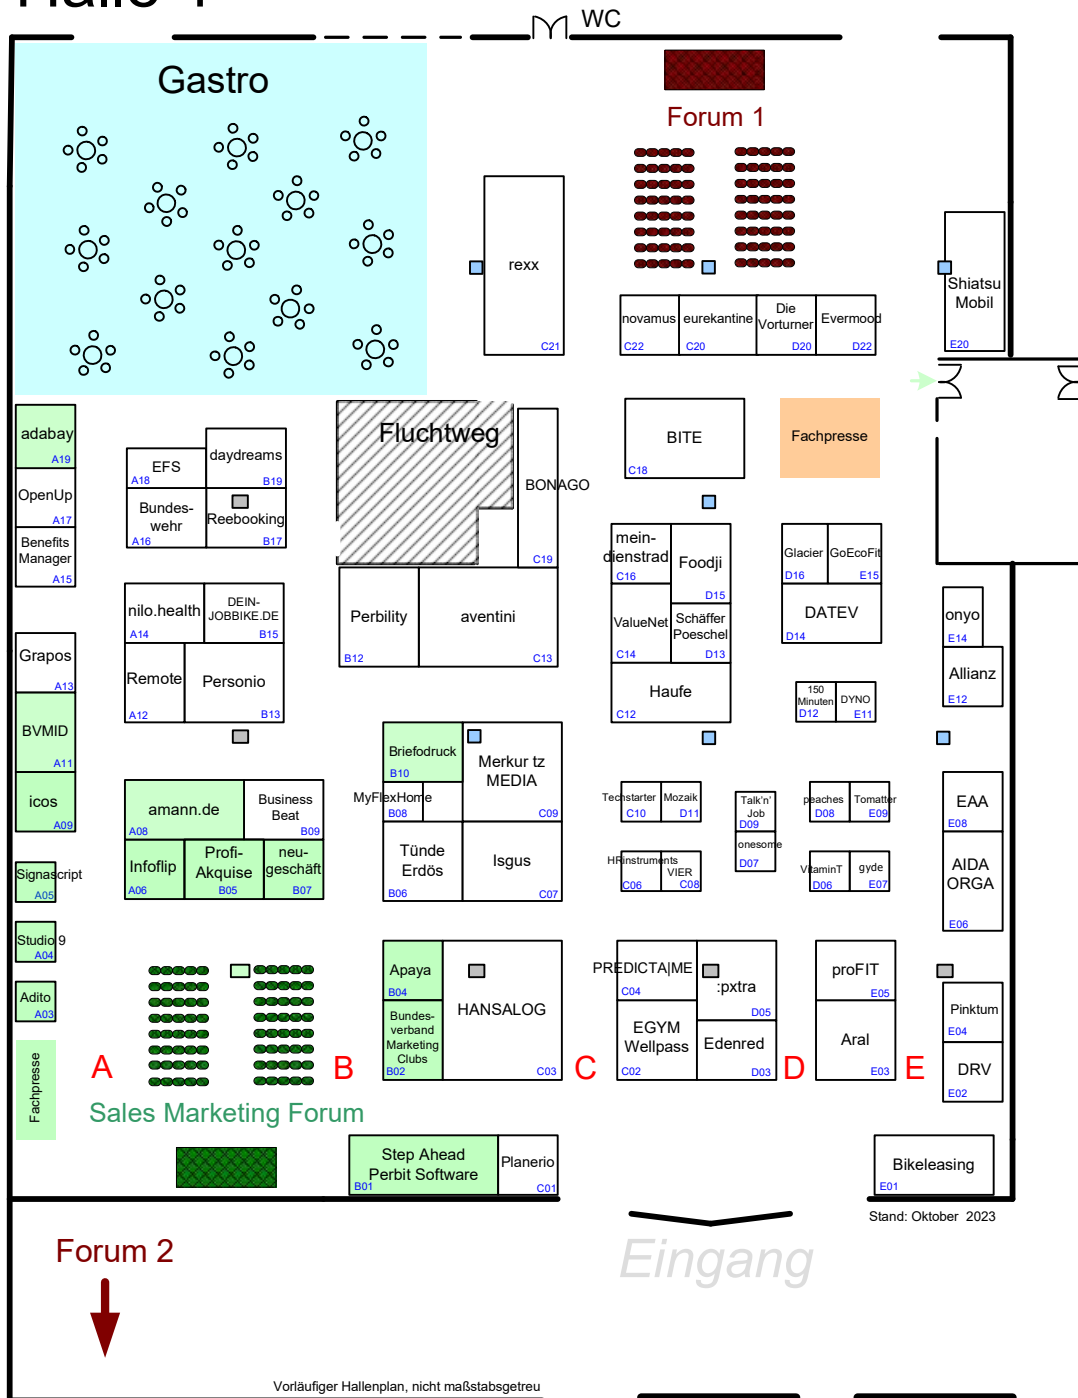 WC
Gastro
Forum 1
rexx
C21
Shiatsu
Mobil
E20
novamus
C22
eurekantine
C20
Die
Vorturner
D20
Evermood
D22
adabay
A19
OpenUp
A17
Benefits
Manager
A15
EFS
A18
daydreams
B19
Bundes-
wehr
A16
Reebooking
B17
Fluchtweg
BONAGO
C19
BITE
C18
Fachpresse
mein-
dienstrad
C16
Foodji
D15
Glacier
D16
GoEcoFit
E15
nilo.health
A14
DEIN-
JOBBIKE.DE
B15
Perbility
B12
aventini
C13
ValueNet
C14
Schäffer
Poeschel
D13
DATEV
D14
onyo
E14
Grapos
A13
Remote
A12
Personio
B13
Haufe
C12
150
Minuten
D12
DYNO
E11
Allianz
E12
BVMID
A11
Briefodruck
B10
Merkur tz
MEDIA
C09
MyFlexHome
B08
icos
A09
amann.de
A08
Business
Beat
B09
Techstarter
C10
Mozaik
D11
Talk'n'
Job
D09
peaches
D08
Tomatter
E09
EAA
E08
Infoflip
A06
Profi-
Akquise
B05
neu-
geschäft
B07
Tünde
Erdös
B06
Isgus
C07
onesome
D07
HRinstruments
C06
VIER
C08
VitaminT
D06
gyde
E07
AIDA
ORGA
E06
Signascript
A05
Studio 9
A04
Adito
A03
Apaya
B04
HANSALOG
C03
Bundes-
verband
Marketing
Clubs
B02
PREDICTA|ME
C04
:pxtra
D05
proFIT
E05
Pinktum
E04
EGYM
Wellpass
C02
Edenred
D03
Aral
E03
DRV
E02
Fachpresse
A
B
C
D
E
Sales Marketing Forum
Step Ahead
Perbit Software
B01
Planerio
C01
Bikeleasing
E01
Stand: Oktober 2023
Eingang
Forum 2
Vorläufiger Hallenplan, nicht maßstabsgetreu